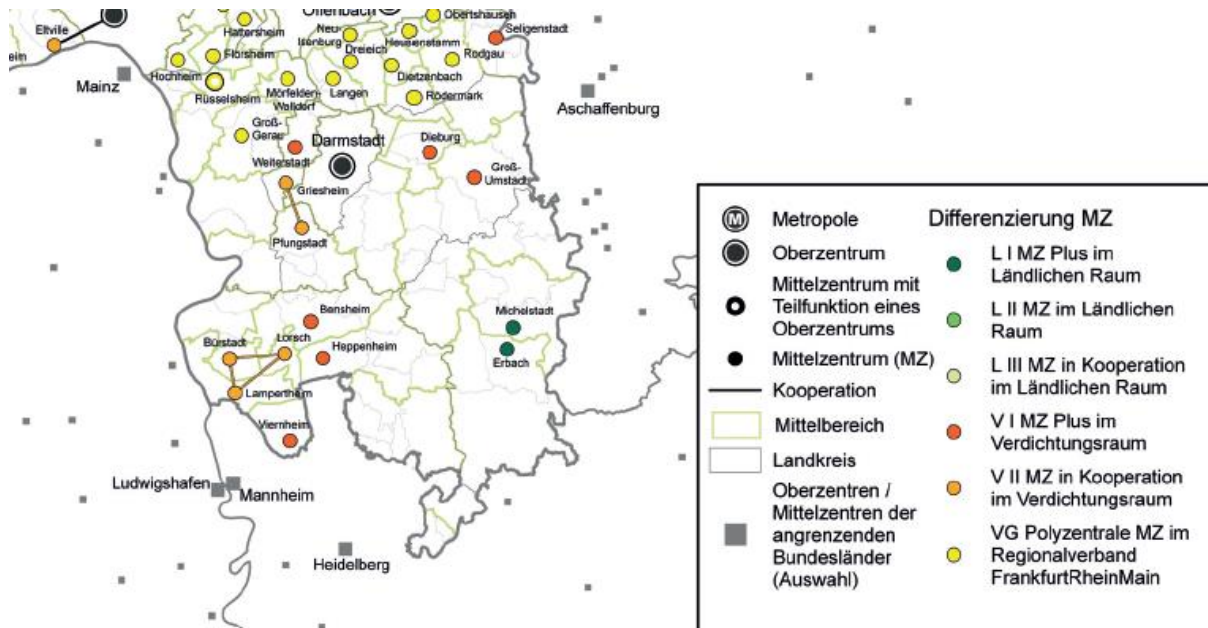 Eltville
Offenbach
Obertshausen
Hattersheim
Neu-
Isenburg
Heusenstamm
Seligenstadt
heim
Hochheim
Flörsheim
Dreieich
Rodgau
Mainz
Rüsselsheim
Mörfelden-
Walldorf
Langen
Dietzenbach
Rödermark
Aschaffenburg
Groß-
Gerau
Weiterstadt
Darmstadt
Dieburg
Groß-
Umstadt
Griesheim
Pfungstadt
Bensheim
Michelstadt
Bürstadt
Lorsch
Heppenheim
Erbach
Lampertheim
Viernheim
Ludwigshafen
Mannheim
Heidelberg
M
Metropole
Oberzentrum
Mittelzentrum mit
Teilfunktion eines
Oberzentrums
Mittelzentrum (MZ)
Kooperation
Mittelbereich
Landkreis
Oberzentren /
Mittelzentren der
angrenzenden
Bundesländer
(Auswahl)
Differenzierung MZ
L I MZ Plus im
Ländlichen Raum
L II MZ im Ländlichen
Raum
L III MZ in Kooperation
im Ländlichen Raum
V I MZ Plus im
Verdichtungsraum
V II MZ in Kooperation
im Verdichtungsraum
VG Polyzentrale MZ im
Regionalverband
FrankfurtRheinMain